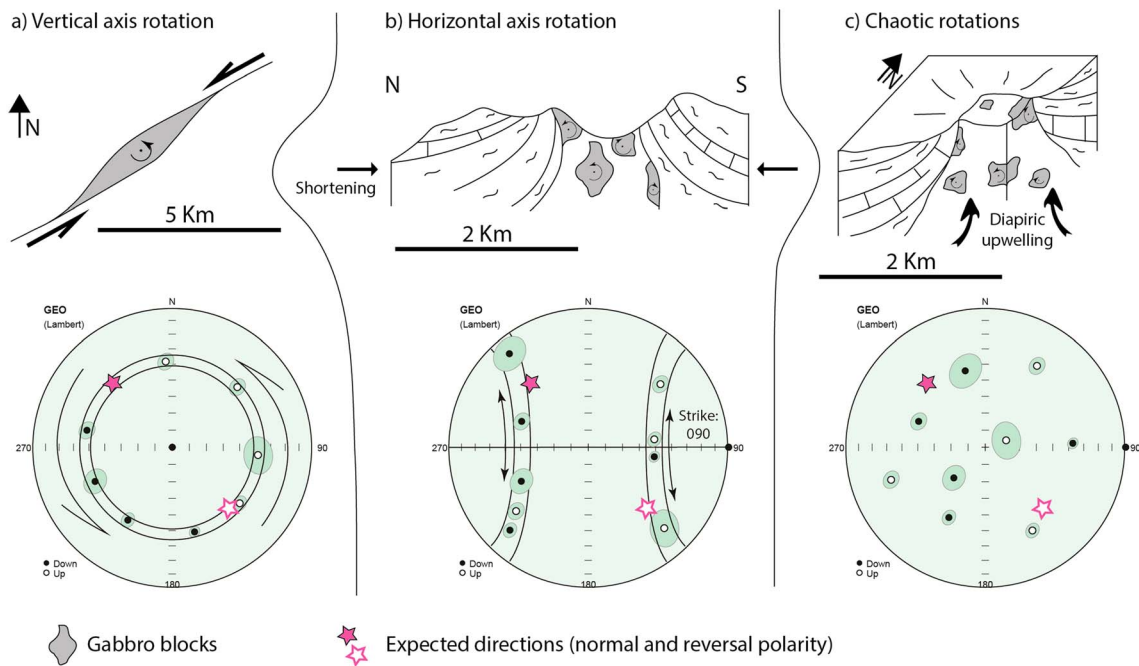 a) Vertical axis rotation
b) Horizontal axis rotation
c) Chaotic rotations
N
5 Km
N
S
Shortening
2 Km
N
Diapiric
upwelling
2 Km
GEO
(Lambert)
N
270
90
180
Down
Up
GEO
(Lambert)
N
Strike:
090
270
90
180
Down
Up
GEO
(Lambert)
N
270
90
180
Down
Up
Gabbro blocks
Expected directions (normal and reversal polarity)